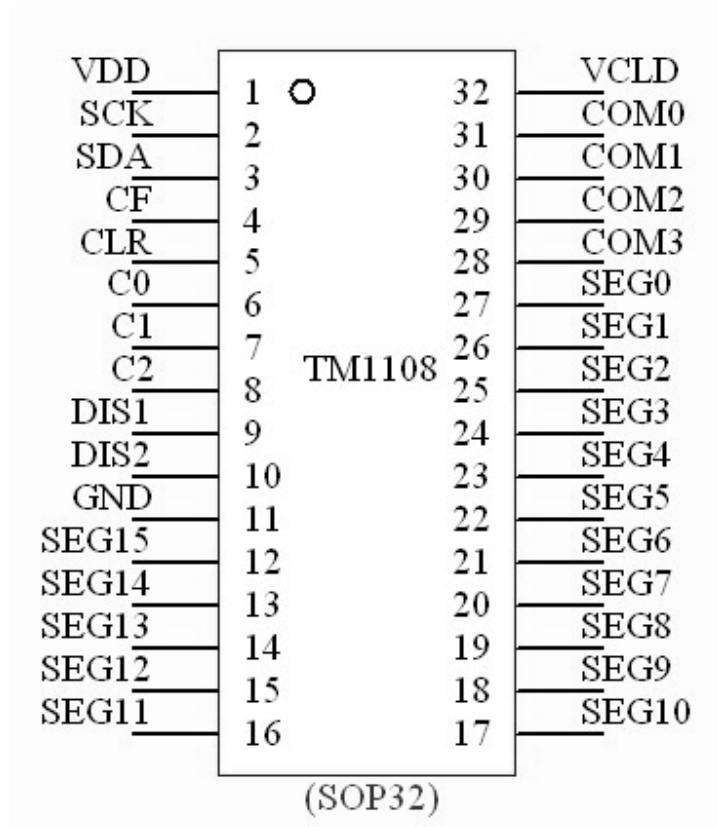 VDD 1 32 VCLD
SCK 2 31 COM0
SDA 3 30 COM1
CF 4 29 COM2
CLR 5 28 COM3
C0 6 27 SEG0
C1 7 26 SEG1
C2 8 TM1108 25 SEG2
DIS1 9 24 SEG3
DIS2 10 23 SEG4
GND 11 22 SEG5
SEG15 12 21 SEG6
SEG14 13 20 SEG7
SEG13 14 19 SEG8
SEG12 15 18 SEG9
SEG11 16 17 SEG10
(SOP32)